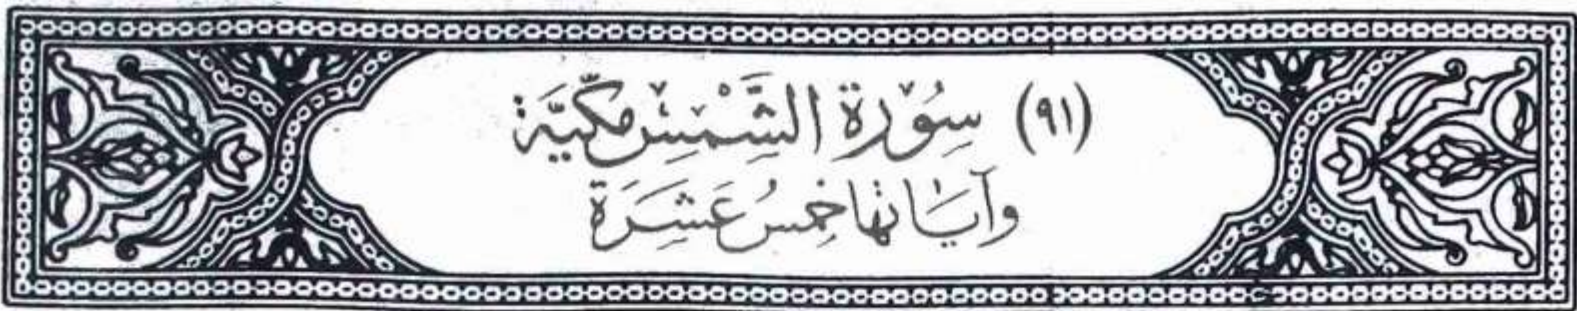 (٩١) سُورَةُ الشَّمْسِ مَكِّيَّة
وَآيَاتُهَا خَمْسُ عَشَرَة